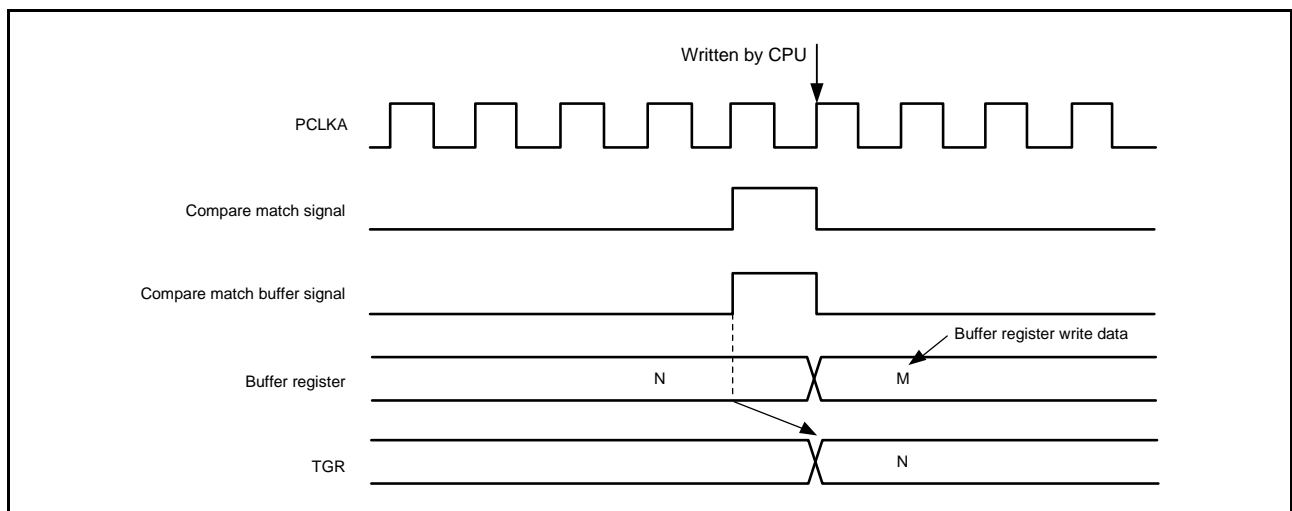 Written by CPU
PCLKA
Compare match signal
Compare match buffer signal
Buffer register write data
Buffer register
N
M
TGR
N